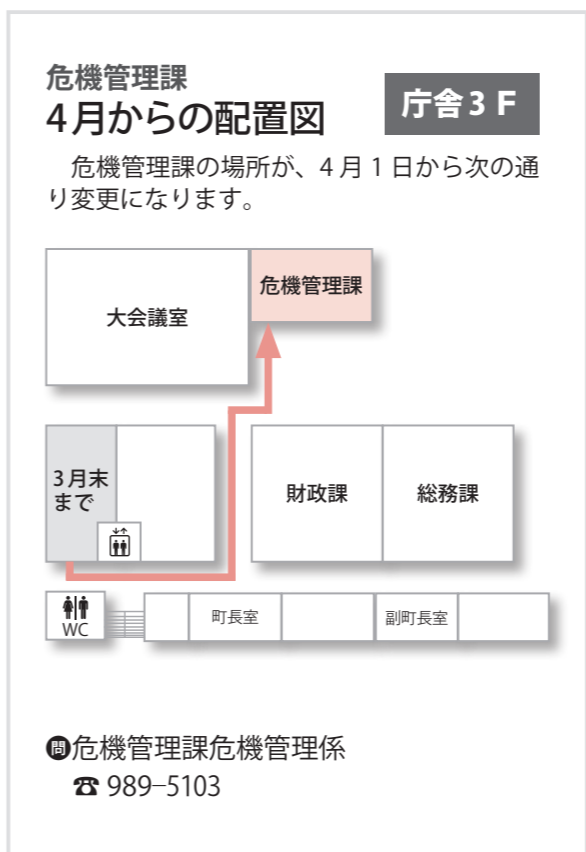 危機管理課
4月からの配置図
庁舎3F
危機管理課の場所が、4月1日から次の通
り変更になります。
大会議室
危機管理課
3月末
まで
財政課
総務課
WC
町長室
副町長室
問危機管理課危機管理係
☎989–5103